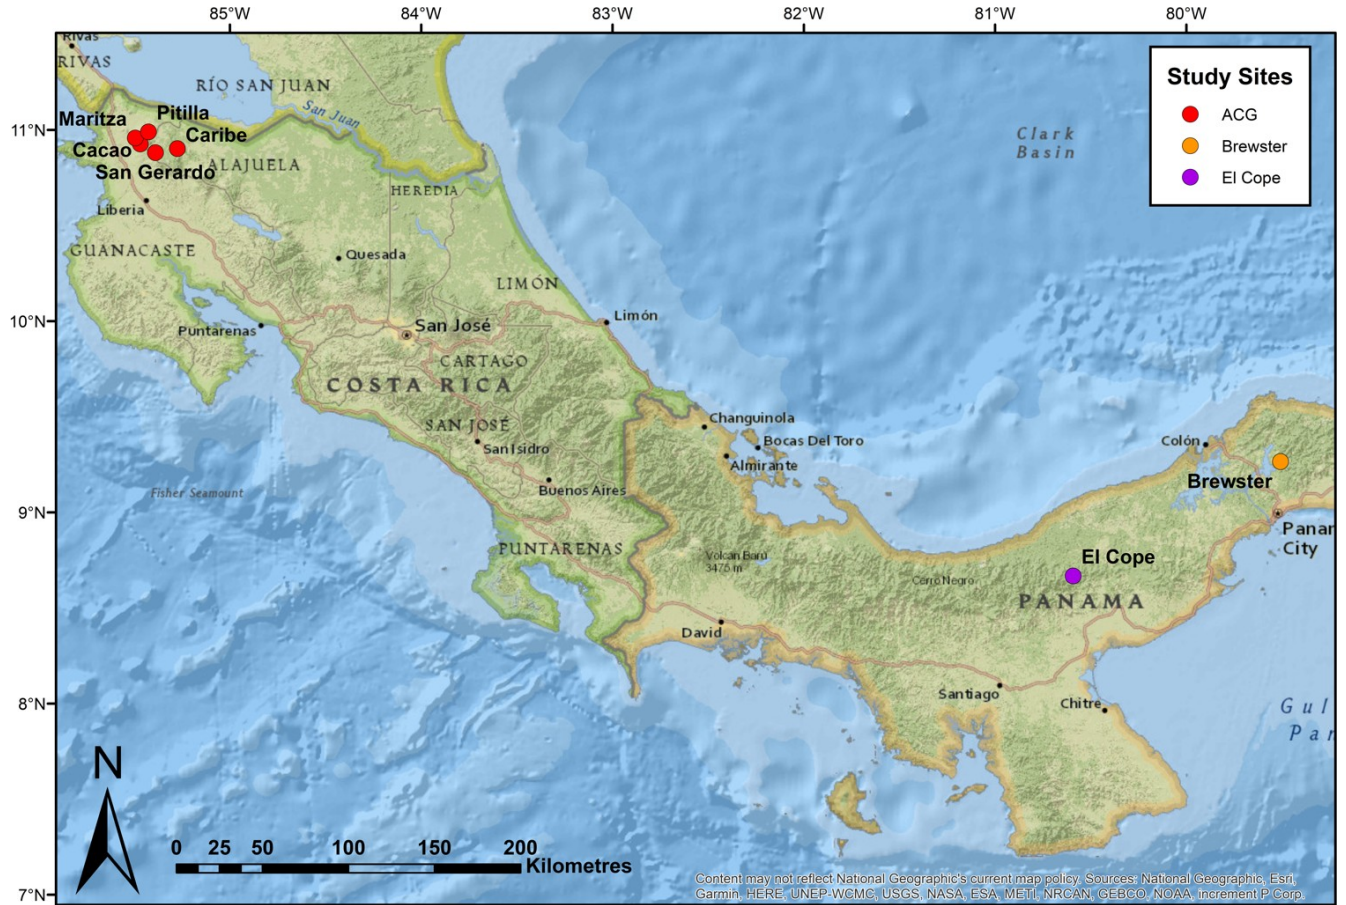 85°W 84°W 83°W 82°W 81°W 80°W
Rivas
RIVAS
RÍO SAN JUAN
San Juan
Study Sites
ACG
Brewster
El Cope
Clark
Basin
11°N
Maritza
Pitilla
Caribe
Cacao
San Gerardo
ALAJUELA
HEREDIA
Liberia
GUANACASTE
Quesada
LIMÓN
10°N
Puntarenas
San José
Limón
CARTAGO
COSTA RICA
SAN JOSÉ
San Isidro
Changuinola
Bocas Del Toro
Almirante
Colón
Brewster
Fisher Seamount
Buenos Aires
9°N
Panar
City
PUNTARENAS
Volcan Barú
3475 m
El Cope
Cerro Negro
PANAMA
David
8°N
Santiago
Chitre
Gul
Pan
N
0 25 50 100 150 200
Kilometres
7°N
Content may not reflect National Geographic's current map policy. Sources: National Geographic, Esri,
Garmin, HERE, UNEP-WCMC, USGS, NASA, ESA, METI, NRCAN, GEBCO, NOAA, increment P Corp.